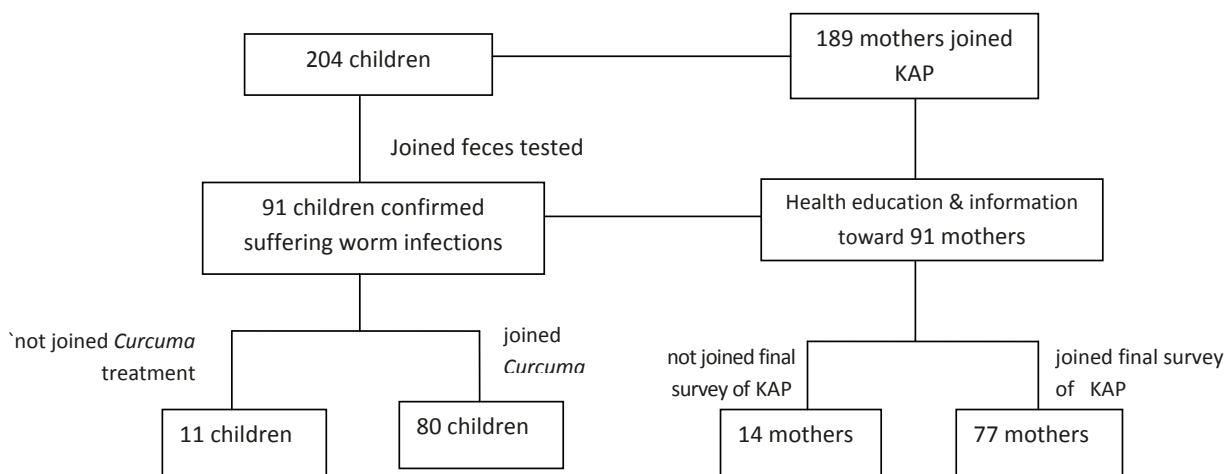 204 children
189 mothers joined
KAP
Joined feces tested
91 children confirmed
suffering worm infections
Health education & information
toward 91 mothers
`not joined Curcuma
treatment
joined
Curcuma
not joined final
survey of KAP
joined final survey
of KAP
11 children
80 children
14 mothers
77 mothers